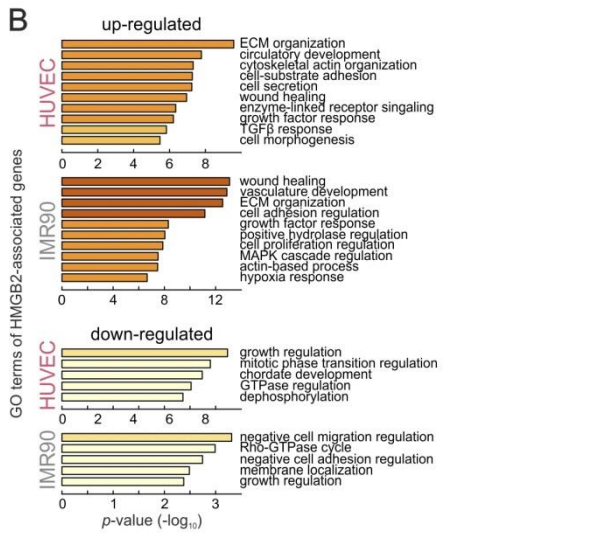 B
up-regulated
GO terms of HMGB2-associated genes
HUVEC
ECM organization
circulatory development
cytoskeletal actin organization
cell-substrate adhesion
cell secretion
wound healing
enzyme-linked receptor singaling
growth factor response
TGFβ response
cell morphogenesis
0 2 4 6 8
IMR90
wound healing
vasculature development
ECM organization
cell adhesion regulation
growth factor response
positive hydrolase regulation
cell proliferation regulation
MAPK cascade regulation
actin-based process
hypoxia response
0 4 8 12
down-regulated
HUVEC
growth regulation
mitotic phase transition regulation
chordate development
GTPase regulation
dephosphorylation
0 2 4 6 8
IMR90
negative cell migration regulation
Rho-GTPase cycle
negative cell adhesion regulation
membrane localization
growth regulation
0 1 2 3
p-value (-log₁₀)